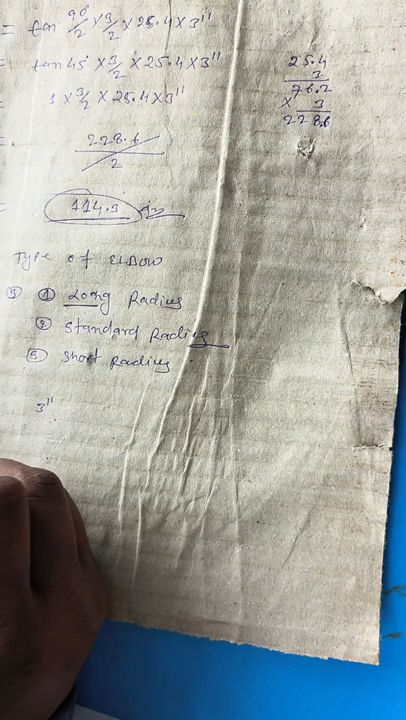 = tan 90°/2 × 3/2 × 25.4 × 3"
= tan 45° × 3/2 × 25.4 × 3"
= 1 × 3/2 × 25.4 × 3"
= 228.6/2
= 114.3
25.4
3
76.2
× 3
228.6
Type of Elbow
③ ① Long Radius
② Standard Radius
③ Short Radius
3"